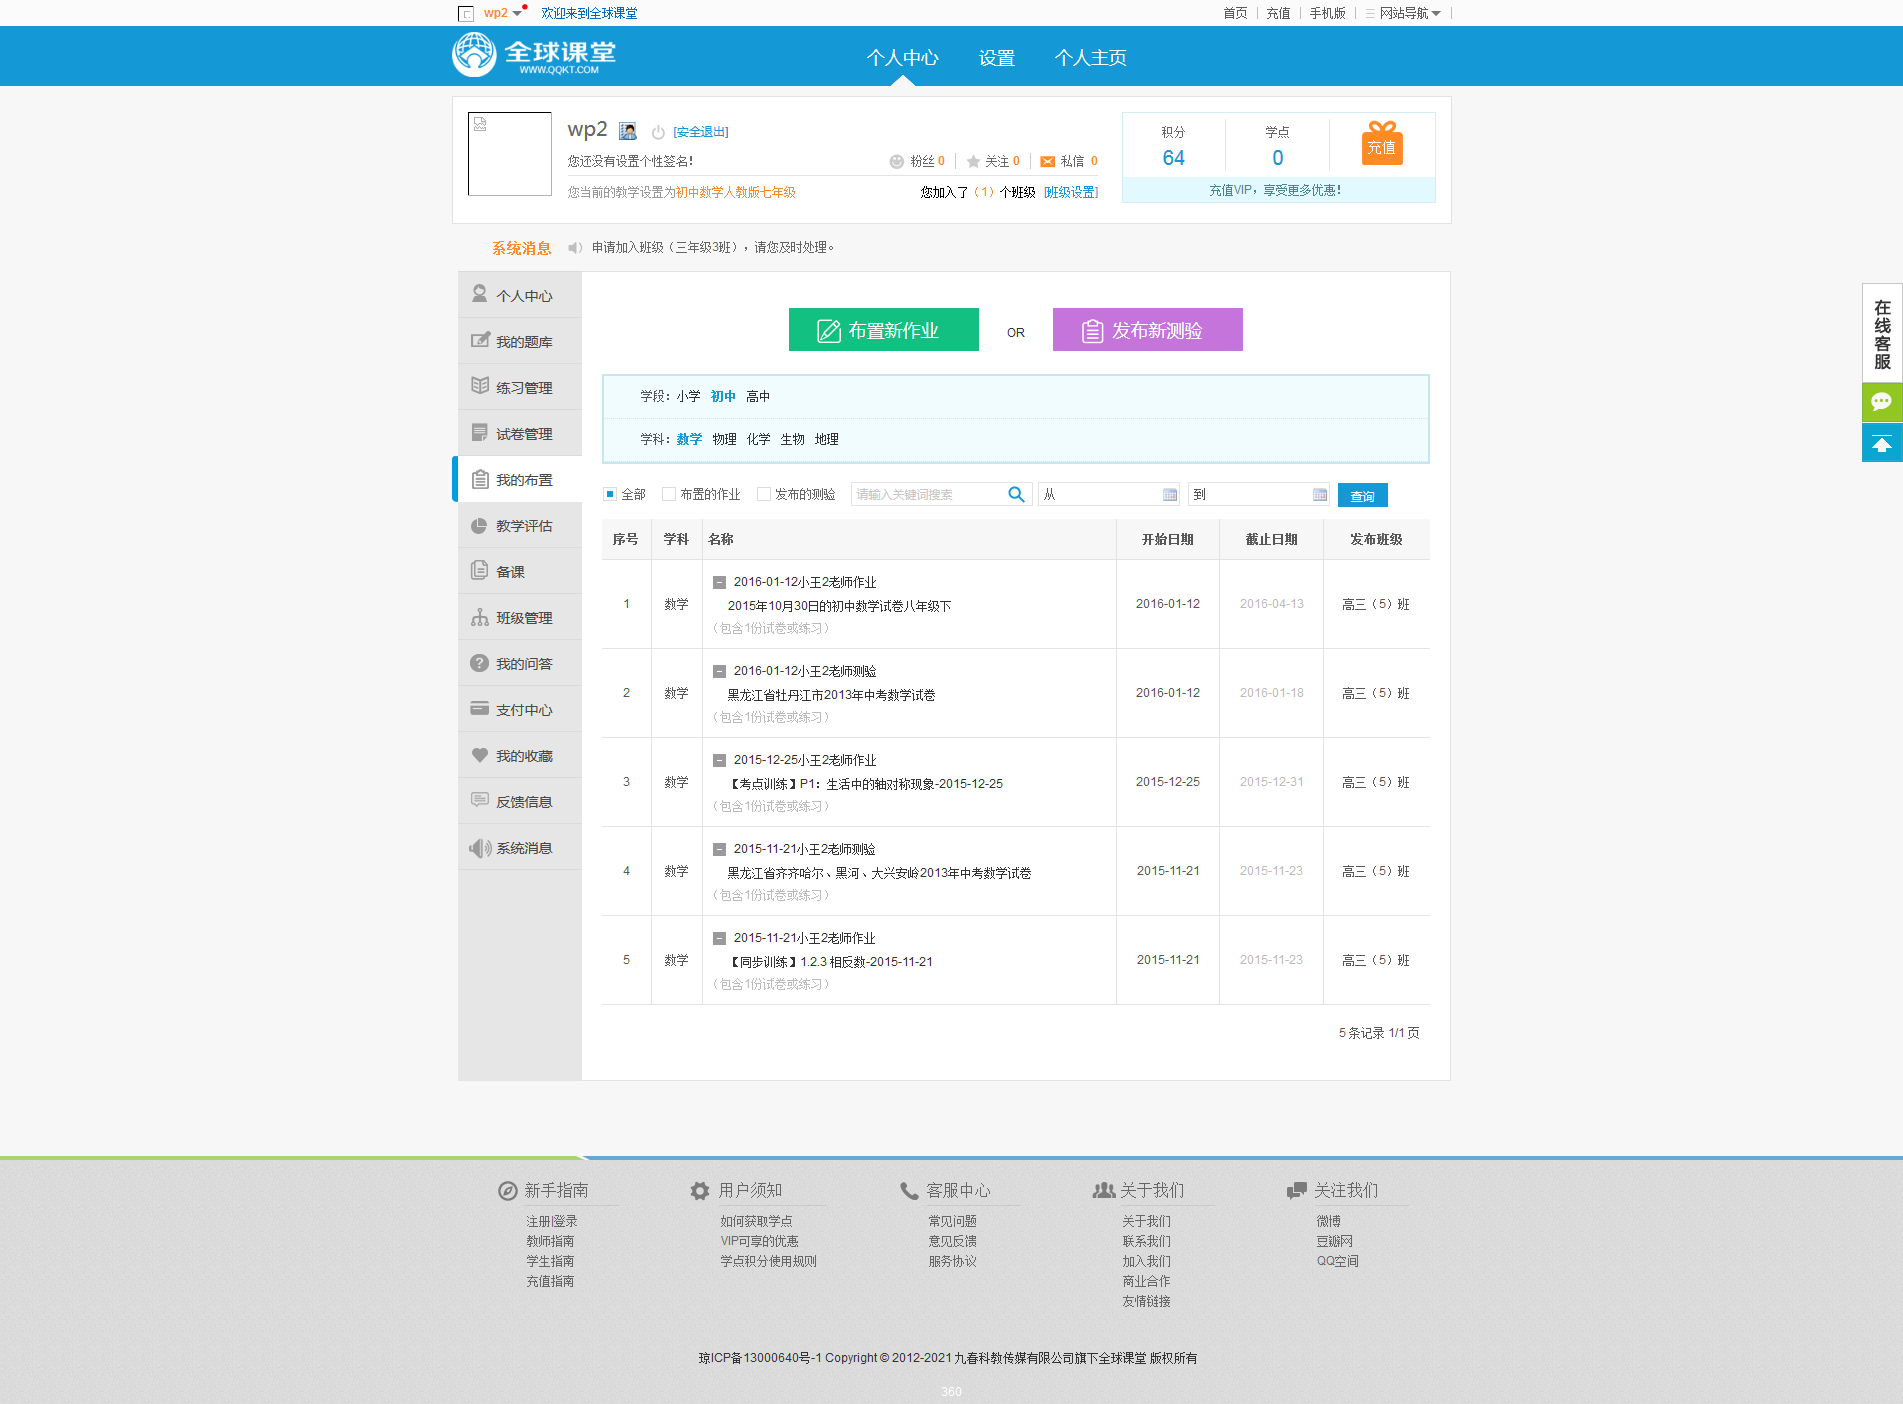 wp2 欢迎来到全球课堂 首页 充值 手机版 网站导航
全球课堂
WWW.QQKT.COM
个人中心 设置 个人主页
wp2 [安全退出]
您还没有设置个性签名！ 粉丝 0 关注 0 私信 0
您当前的教学设置为初中数学人教版七年级 您加入了（1）个班级 [班级设置]
积分 学点
64 0 充值
充值VIP，享受更多优惠！
系统消息 申请加入班级（三年级3班），请您及时处理。
个人中心
我的题库
练习管理
试卷管理
我的布置
教学评估
备课
班级管理
我的问答
支付中心
我的收藏
反馈信息
系统消息
布置新作业 OR 发布新测验
学段：小学 初中 高中
学科：数学 物理 化学 生物 地理
全部 布置的作业 发布的测验 请输入关键词搜索 从 到 查询
序号 学科 名称 开始日期 截止日期 发布班级
1 数学 2016-01-12小王2老师作业 2016-01-12 2016-04-13 高三（5）班
2015年10月30日的初中数学试卷八年级下
（包含1份试卷或练习）
2 数学 2016-01-12小王2老师测验 2016-01-12 2016-01-18 高三（5）班
黑龙江省牡丹江市2013年中考数学试卷
（包含1份试卷或练习）
3 数学 2015-12-25小王2老师作业 2015-12-25 2015-12-31 高三（5）班
【考点训练】P1：生活中的轴对称现象-2015-12-25
（包含1份试卷或练习）
4 数学 2015-11-21小王2老师测验 2015-11-21 2015-11-23 高三（5）班
黑龙江省齐齐哈尔、黑河、大兴安岭2013年中考数学试卷
（包含1份试卷或练习）
5 数学 2015-11-21小王2老师作业 2015-11-21 2015-11-23 高三（5）班
【同步训练】1.2.3 相反数-2015-11-21
（包含1份试卷或练习）
5 条记录 1/1 页
在线客服
新手指南 用户须知 客服中心 关于我们 关注我们
注册|登录 如何获取学点 常见问题 关于我们 微博
教师指南 VIP可享的优惠 意见反馈 联系我们 豆瓣网
学生指南 学点积分使用规则 服务协议 加入我们 QQ空间
充值指南 商业合作
友情链接
琼ICP备13000640号-1 Copyright © 2012-2021 九春科教传媒有限公司旗下全球课堂 版权所有
360